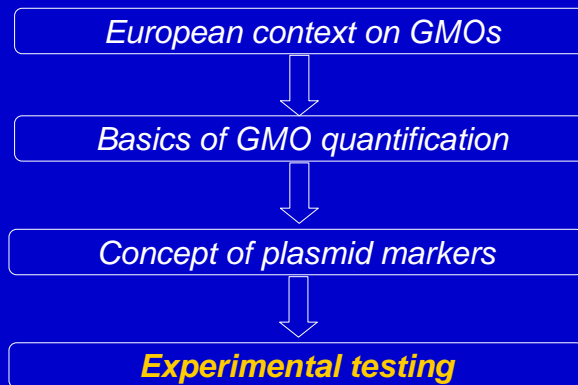 European context on GMOs
Basics of GMO quantification
Concept of plasmid markers
Experimental testing